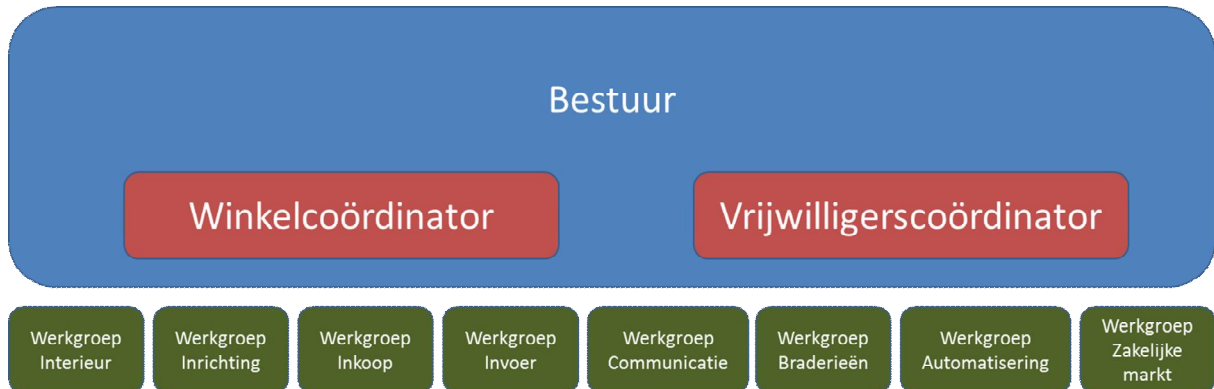 Bestuur
Winkelcoördinator
Vrijwilligerscoördinator
Werkgroep
Interieur
Werkgroep
Inrichting
Werkgroep
Inkoop
Werkgroep
Invoer
Werkgroep
Communicatie
Werkgroep
Braderieën
Werkgroep
Automatisering
Werkgroep
Zakelijke
markt